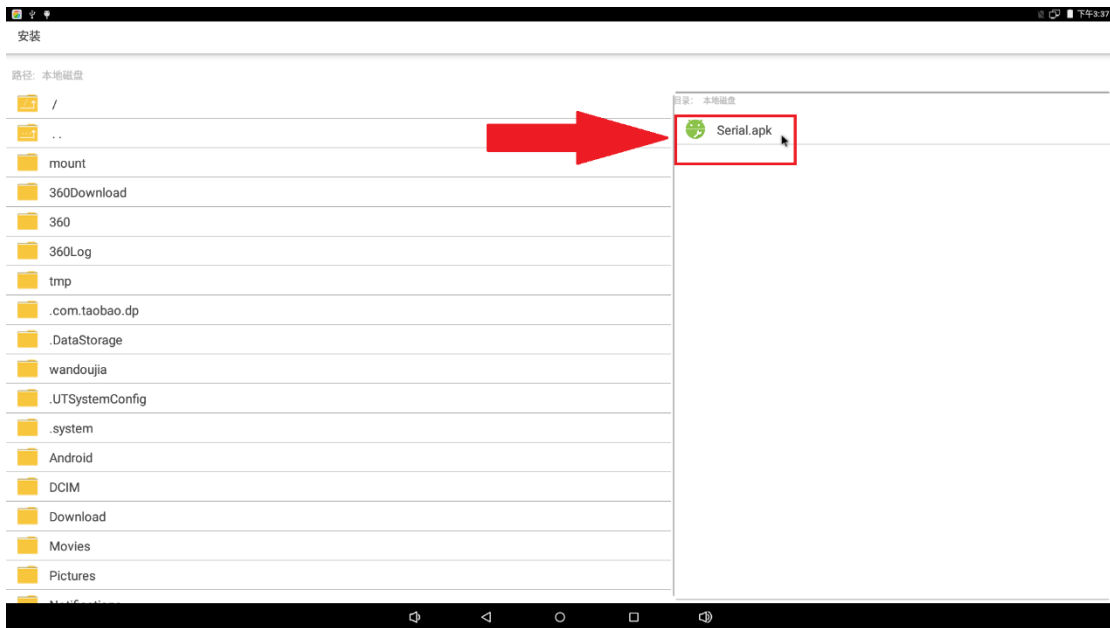 下午3:37
安装
路径: 本地磁盘
/
..
mount
360Download
360
360Log
tmp
.com.taobao.dp
.DataStorage
wandoujia
.UTSystemConfig
.system
Android
DCIM
Download
Movies
Pictures
Notifications
目录: 本地磁盘
Serial.apk